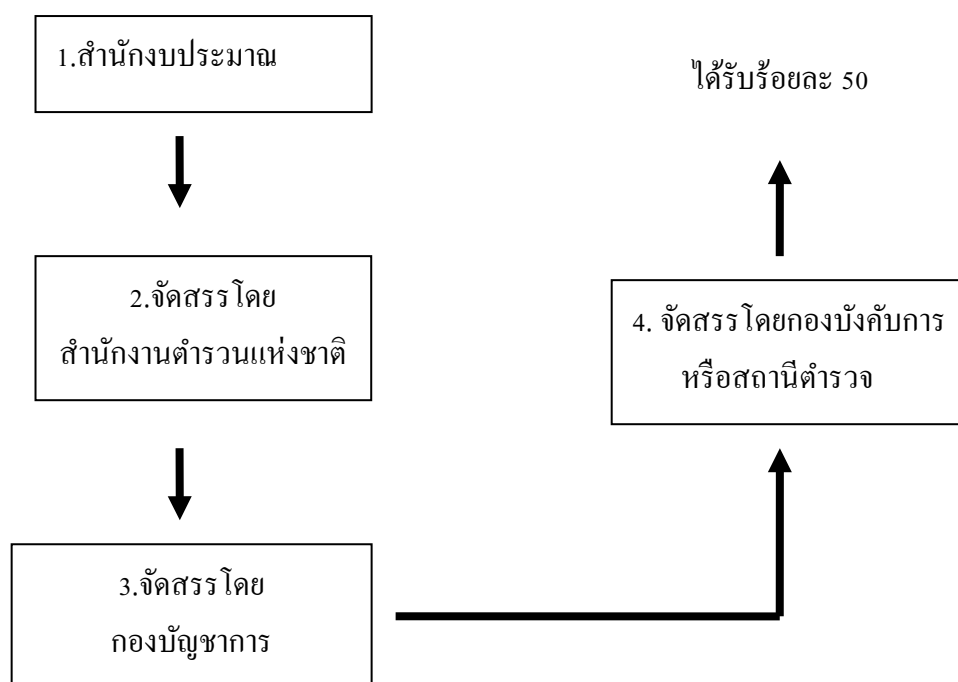 1.สำนักงบประมาณ
2.จัดสรรโดย
สำนักงานตำรวนแห่งชาติ
3.จัดสรรโดย
กองบัญชาการ
4. จัดสรรโดยกองบังคับการ
หรือสถานีตำรวจ
ได้รับร้อยละ 50